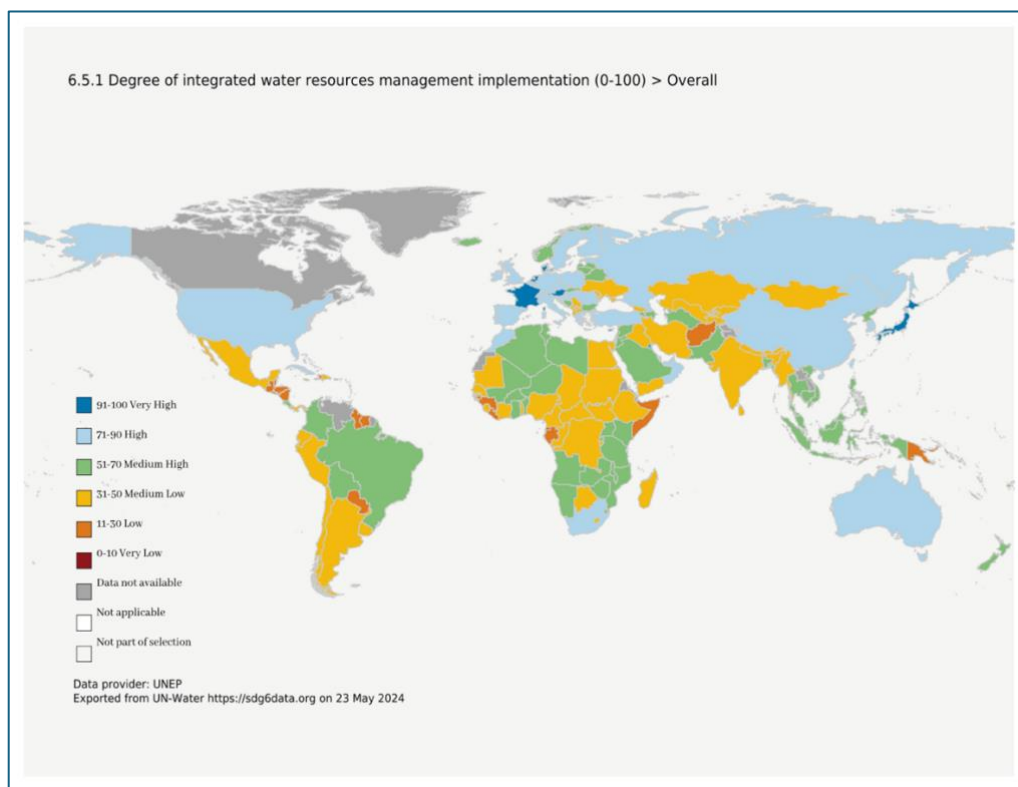 6.5.1 Degree of integrated water resources management implementation (0-100) > Overall
91-100 Very High
71-90 High
51-70 Medium High
31-50 Medium Low
11-30 Low
0-10 Very Low
Data not available
Not applicable
Not part of selection
Data provider: UNEP
Exported from UN-Water https://sdg6data.org on 23 May 2024